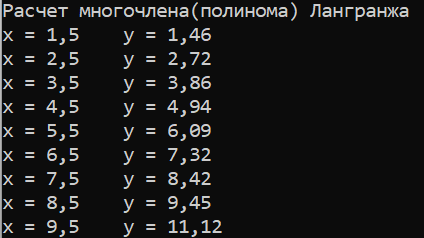 Расчет многочлена(полинома) Лангранжа
x = 1,5    y = 1,46
x = 2,5    y = 2,72
x = 3,5    y = 3,86
x = 4,5    y = 4,94
x = 5,5    y = 6,09
x = 6,5    y = 7,32
x = 7,5    y = 8,42
x = 8,5    y = 9,45
x = 9,5    y = 11,12